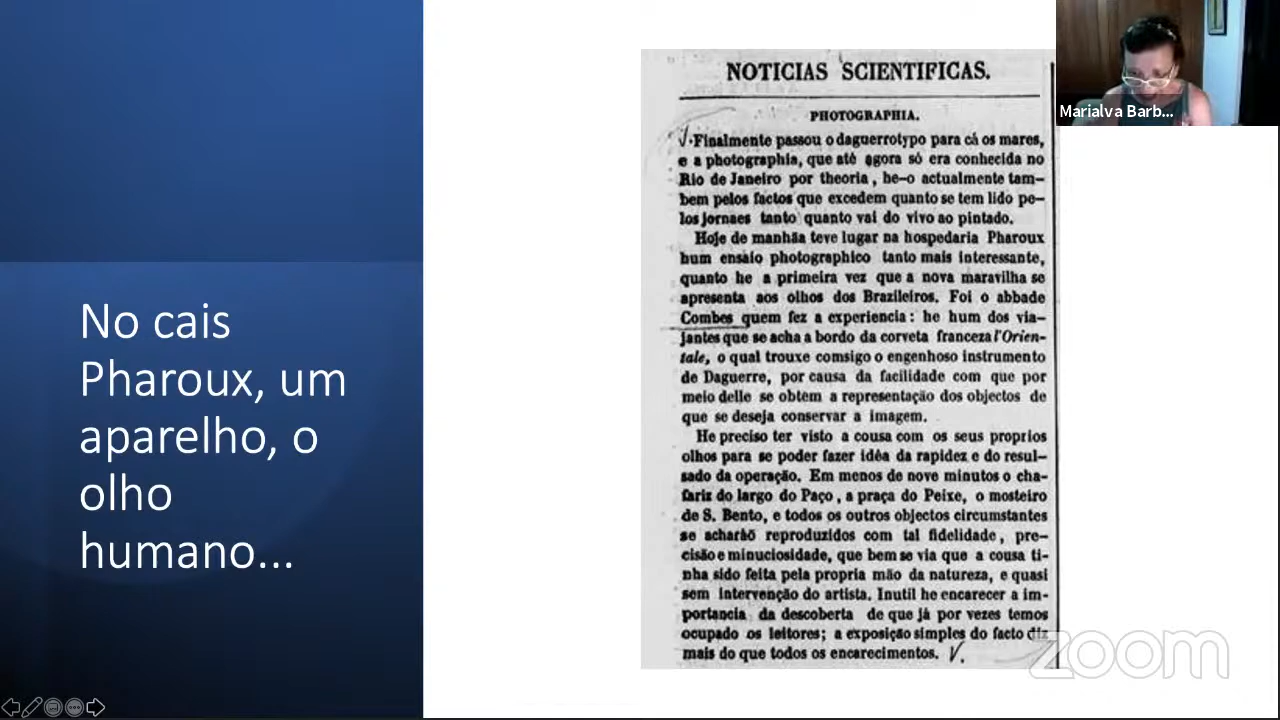 No cais
Pharoux, um
aparelho, o
olho
humano...
NOTICIAS SCIENTIFICAS.
PHOTOGRAPHIA.
Finalmente passou o daguerrotypo para cá os mares,
e a photographia, que até agora só era conhecida no
Rio de Janeiro por theoria, he-o actualmente tam-
bem pelos factos que excedem quanto se tem lido pe-
los jornaes tanto quanto vai do vivo ao pintado.
Hoje de manhãa teve lugar na hospedaria Pharoux
hum ensaio photographico tanto mais interessante,
quanto he a primeira vez que a nova maravilha se
apresenta aos olhos dos Brazileiros. Foi o abbade
Combes quem fez a experiencia: he hum dos via-
jantes que se acha a bordo da corveta franceza l'Orien-
tale, o qual trouxe comsigo o engenhoso instrumento
de Daguerre, por causa da facilidade com que por
meio delle se obtem a representação dos objectos de
que se deseja conservar a imagem.
He preciso ter visto a cousa com os seus proprios
olhos para se poder fazer idéa da rapidez e do resul-
sado da operação. Em menos de nove minutos o cha-
fariz do largo do Paço, a praça do Peixe, o mosteiro
de S. Bento, e todos os outros objectos circumstantes
se acharão reproduzidos com tal fidelidade, pre-
cisão e minuciosidade, que bem se via que a cousa ti-
nha sido feita pela propria mão da natureza, e quasi
sem intervenção do artista. Inutil he encarecer a im-
portancia da descoberta de que já por vezes temos
occupado os leitores; a exposição simples do facto diz
mais do que todos os encarecimentos.
Marialva Barb...
zoom